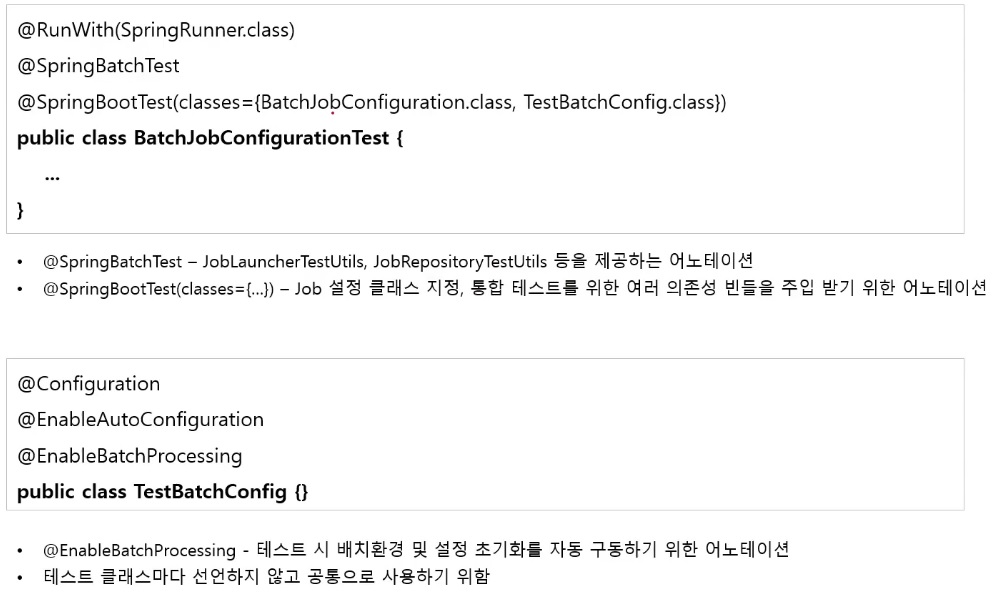 @RunWith(SpringRunner.class)
@SpringBatchTest
@SpringBootTest(classes={BatchJobConfiguration.class, TestBatchConfig.class})
public class BatchJobConfigurationTest {
...
}
• @SpringBatchTest – JobLauncherTestUtils, JobRepositoryTestUtils 등을 제공하는 어노테이션
• @SpringBootTest(classes={...}) – Job 설정 클래스 지정, 통합 테스트를 위한 여러 의존성 빈들을 주입 받기 위한 어노테이션
@Configuration
@EnableAutoConfiguration
@EnableBatchProcessing
public class TestBatchConfig {}
• @EnableBatchProcessing - 테스트 시 배치환경 및 설정 초기화를 자동 구동하기 위한 어노테이션
• 테스트 클래스마다 선언하지 않고 공통으로 사용하기 위함